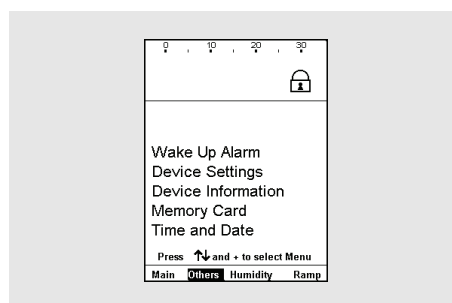 0 10 20 30
Wake Up Alarm
Device Settings
Device Information
Memory Card
Time and Date
Press ↑↓ and + to select Menu
Main Others Humidity Ramp